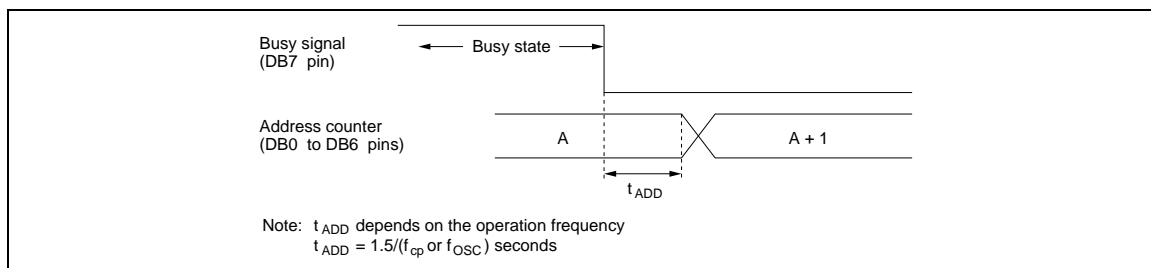 Busy signal
(DB7 pin)
Busy state
Address counter
(DB0 to DB6 pins)
A
A + 1
t ADD
Note: t ADD depends on the operation frequency
t ADD = 1.5/(f cp or f OSC ) seconds